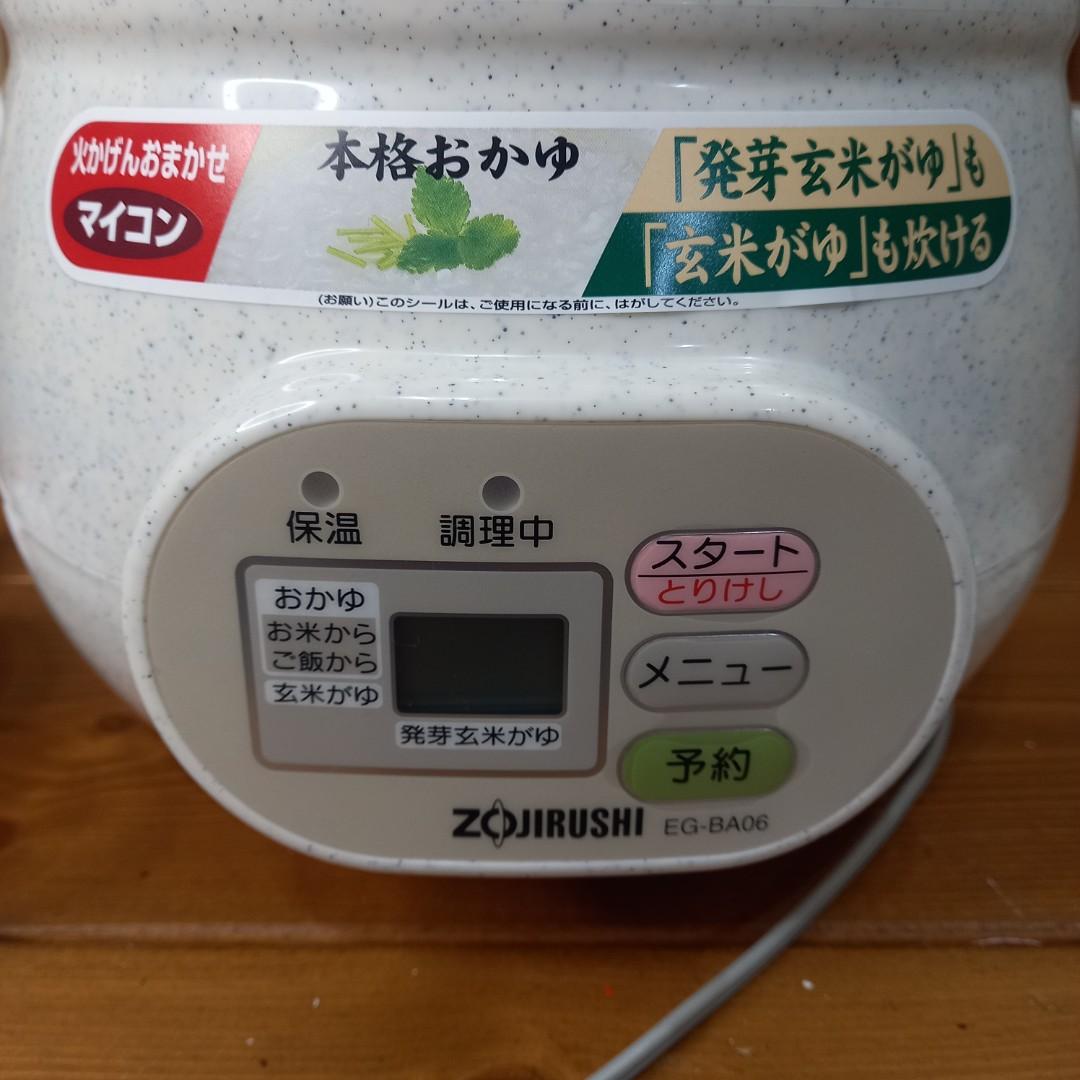 火かげんおまかせ
マイコン
本格おかゆ
「発芽玄米がゆ」も
「玄米がゆ」も炊ける
(お願い)このシールは、ご使用になる前に、はがしてください。
保温
調理中
おかゆ
お米から
ご飯から
玄米がゆ
発芽玄米がゆ
スタート
とりけし
メニュー
予約
ZOJIRUSHI EG-BA06